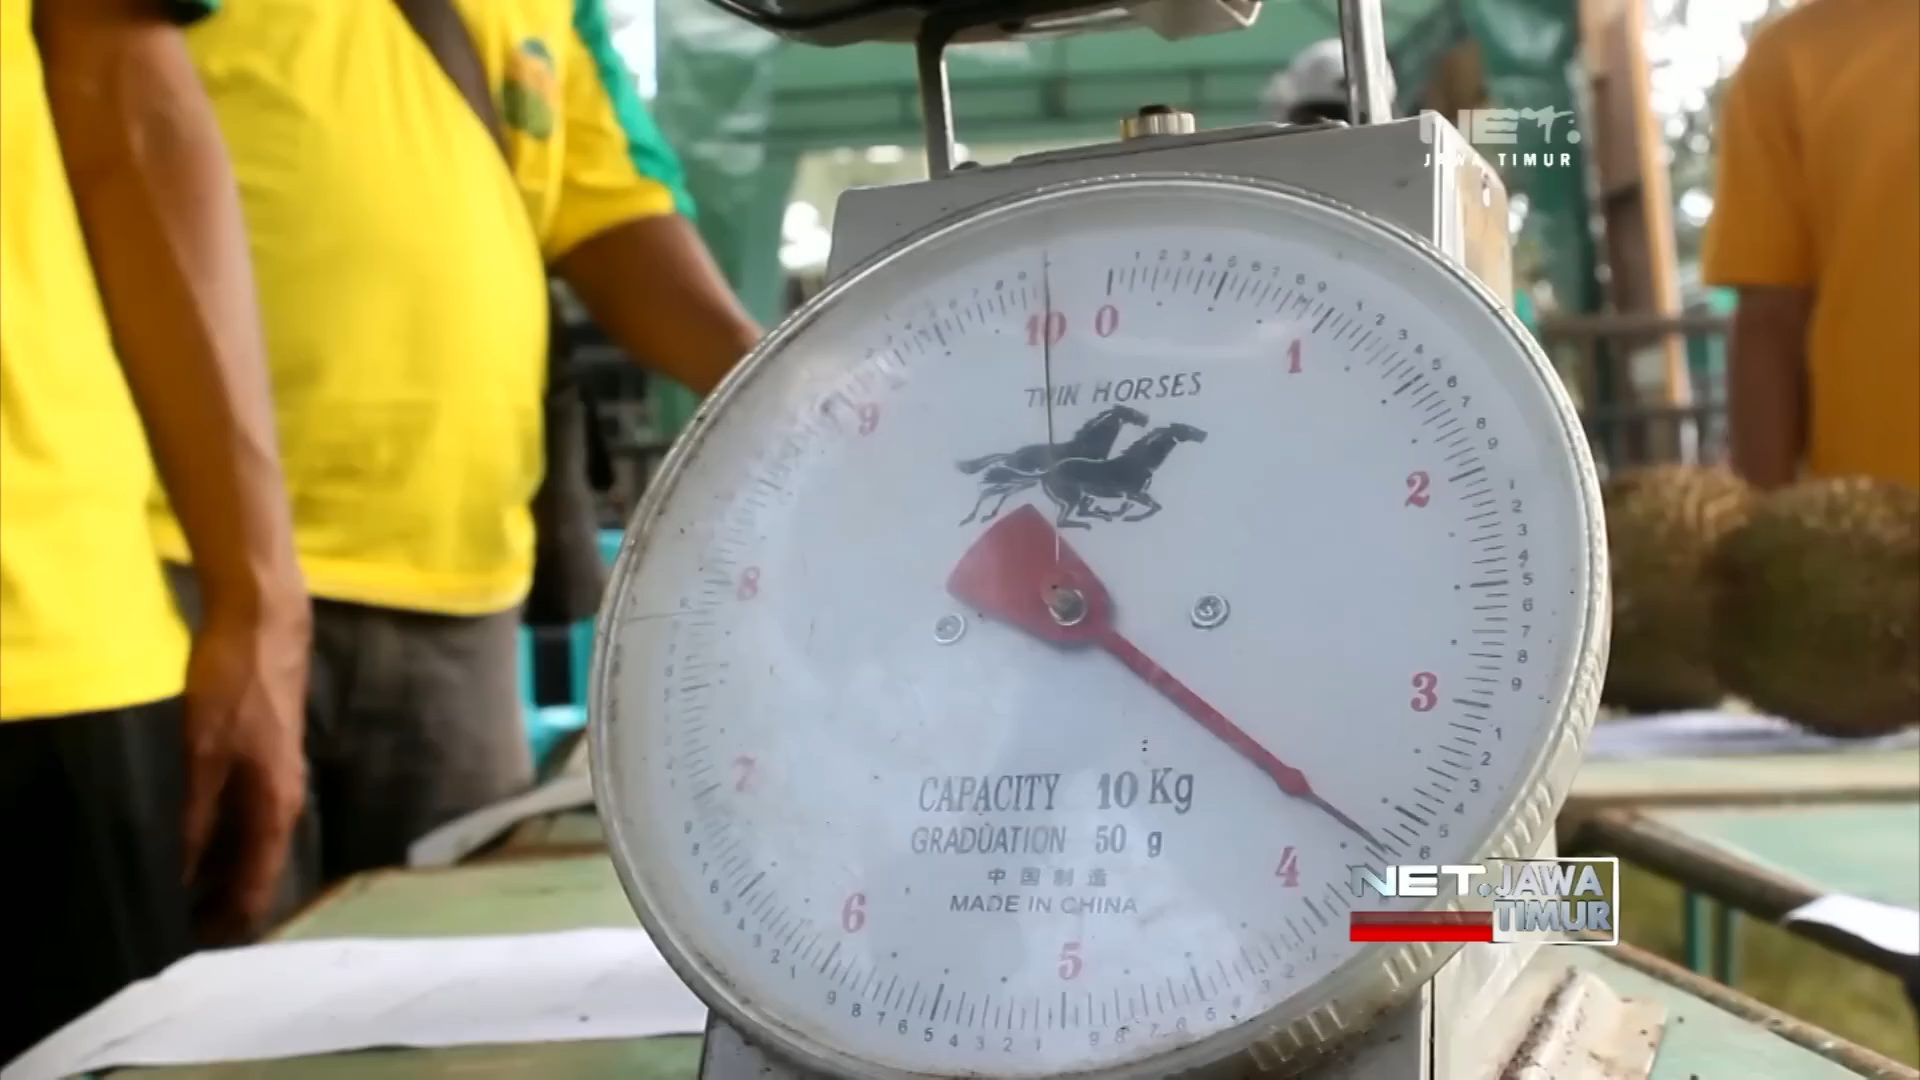 NET.
JAWA TIMUR
10 0
1
2
3
4
5
6
7
8
9
TWIN HORSES
CAPACITY 10 Kg
GRADUATION 50 g
中国制造
MADE IN CHINA
NET. JAWA
TIMUR